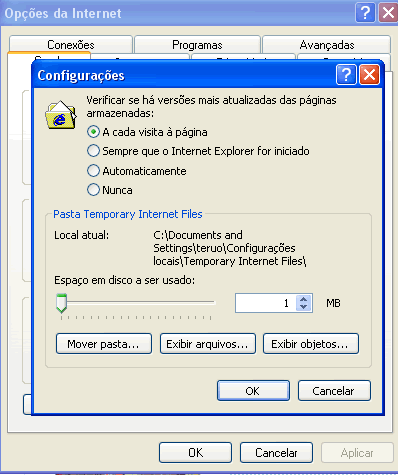 Opções da Internet
Conexões
Programas
Avançadas
Configurações
Verificar se há versões mais atualizadas das páginas
armazenadas:
A cada visita à página
Sempre que o Internet Explorer for iniciado
Automaticamente
Nunca
Pasta Temporary Internet Files
Local atual:
C:\Documents and
Settings\teruo\Configurações
locais\Temporary Internet Files\
Espaço em disco a ser usado:
1
MB
Mover pasta...
Exibir arquivos...
Exibir objetos...
OK
Cancelar
OK
Cancelar
Aplicar